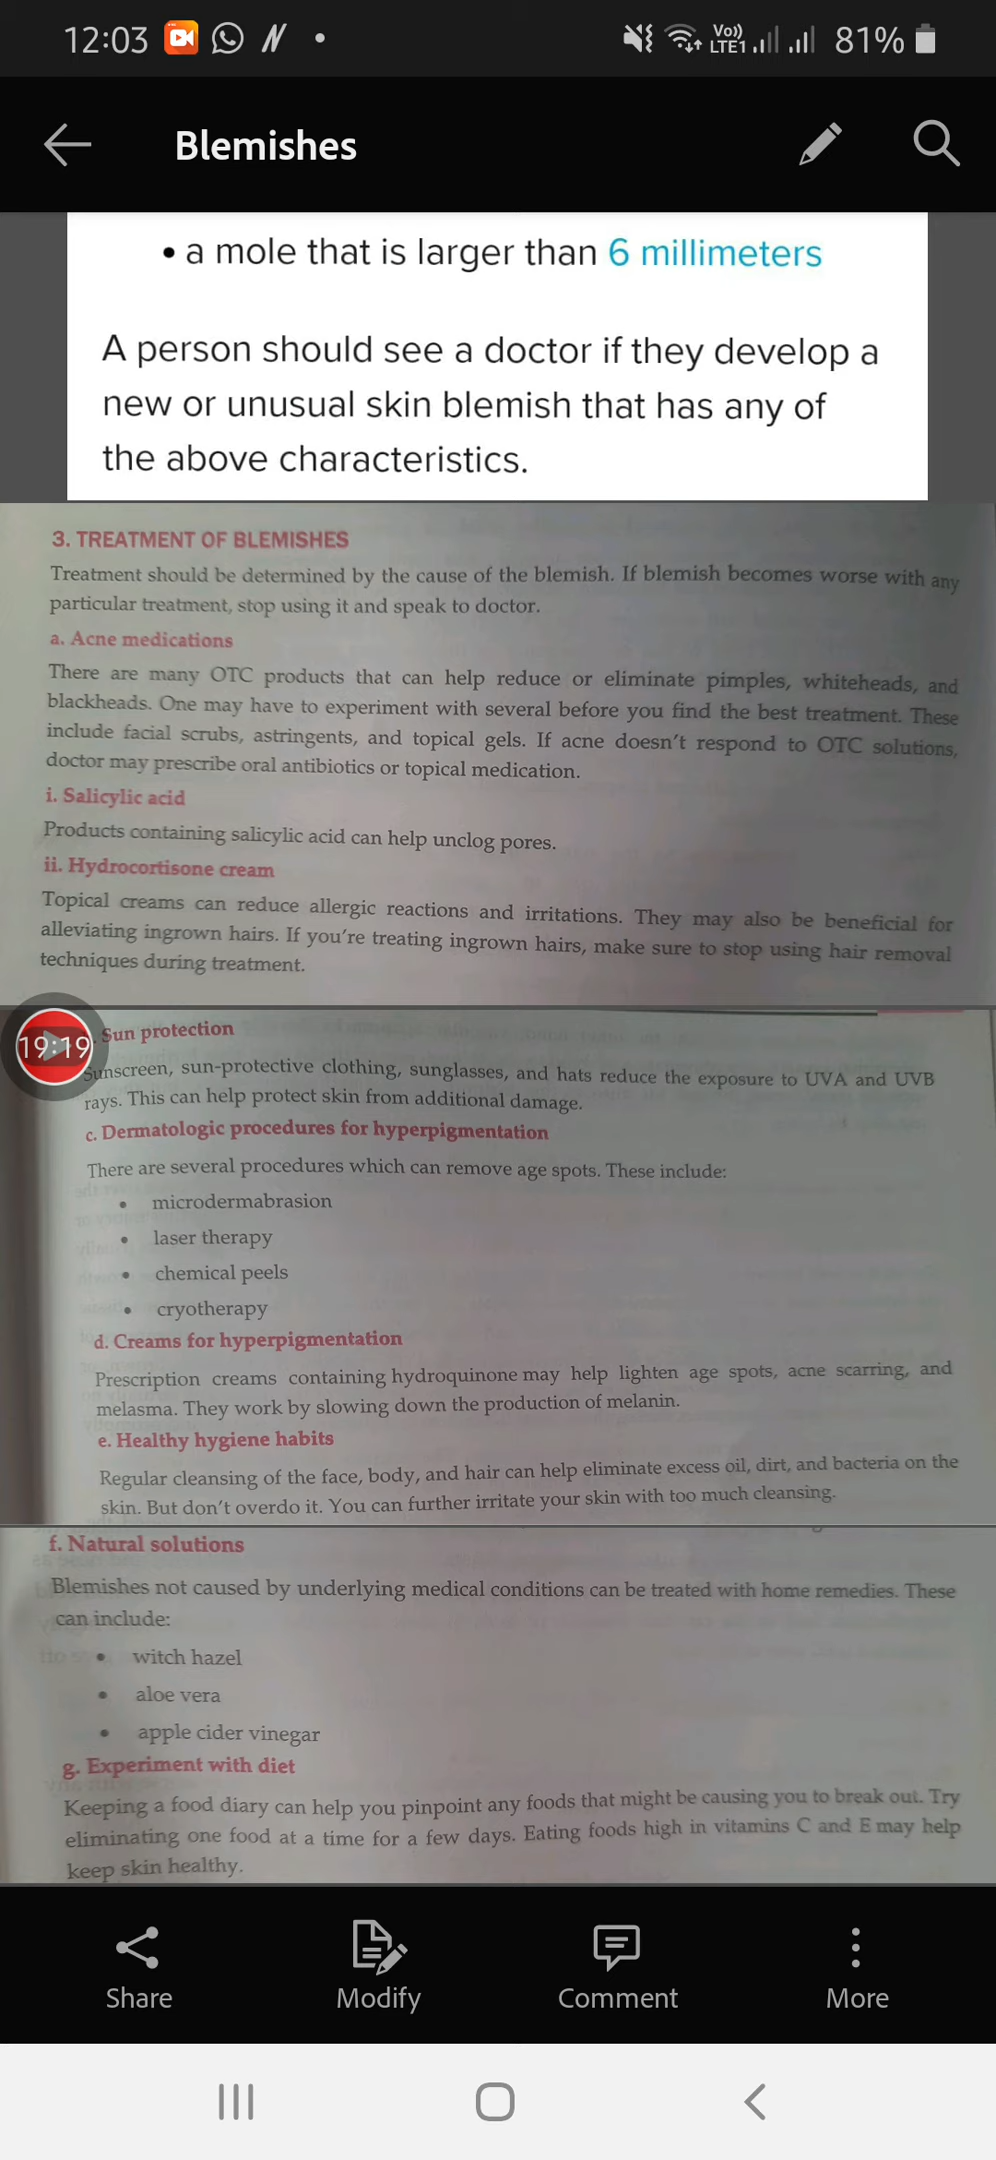 12:03
Vo))
LTE1
81%
Blemishes
• a mole that is larger than 6 millimeters
A person should see a doctor if they develop a
new or unusual skin blemish that has any of
the above characteristics.
3. TREATMENT OF BLEMISHES
Treatment should be determined by the cause of the blemish. If blemish becomes worse with any
particular treatment, stop using it and speak to doctor.
a. Acne medications
There are many OTC products that can help reduce or eliminate pimples, whiteheads, and
blackheads. One may have to experiment with several before you find the best treatment. These
include facial scrubs, astringents, and topical gels. If acne doesn't respond to OTC solutions,
doctor may prescribe oral antibiotics or topical medication.
i. Salicylic acid
Products containing salicylic acid can help unclog pores.
ii. Hydrocortisone cream
Topical creams can reduce allergic reactions and irritations. They may also be beneficial for
alleviating ingrown hairs. If you're treating ingrown hairs, make sure to stop using hair removal
techniques during treatment.
19:19
Sun protection
Sunscreen, sun-protective clothing, sunglasses, and hats reduce the exposure to UVA and UVB
rays. This can help protect skin from additional damage.
c. Dermatologic procedures for hyperpigmentation
There are several procedures which can remove age spots. These include:
• microdermabrasion
• laser therapy
• chemical peels
• cryotherapy
d. Creams for hyperpigmentation
Prescription creams containing hydroquinone may help lighten age spots, acne scarring, and
melasma. They work by slowing down the production of melanin.
e. Healthy hygiene habits
Regular cleansing of the face, body, and hair can help eliminate excess oil, dirt, and bacteria on the
skin. But don't overdo it. You can further irritate your skin with too much cleansing.
f. Natural solutions
Blemishes not caused by underlying medical conditions can be treated with home remedies. These
can include:
• witch hazel
• aloe vera
• apple cider vinegar
g. Experiment with diet
Keeping a food diary can help you pinpoint any foods that might be causing you to break out. Try
eliminating one food at a time for a few days. Eating foods high in vitamins C and E may help
keep skin healthy.
Share
Modify
Comment
More